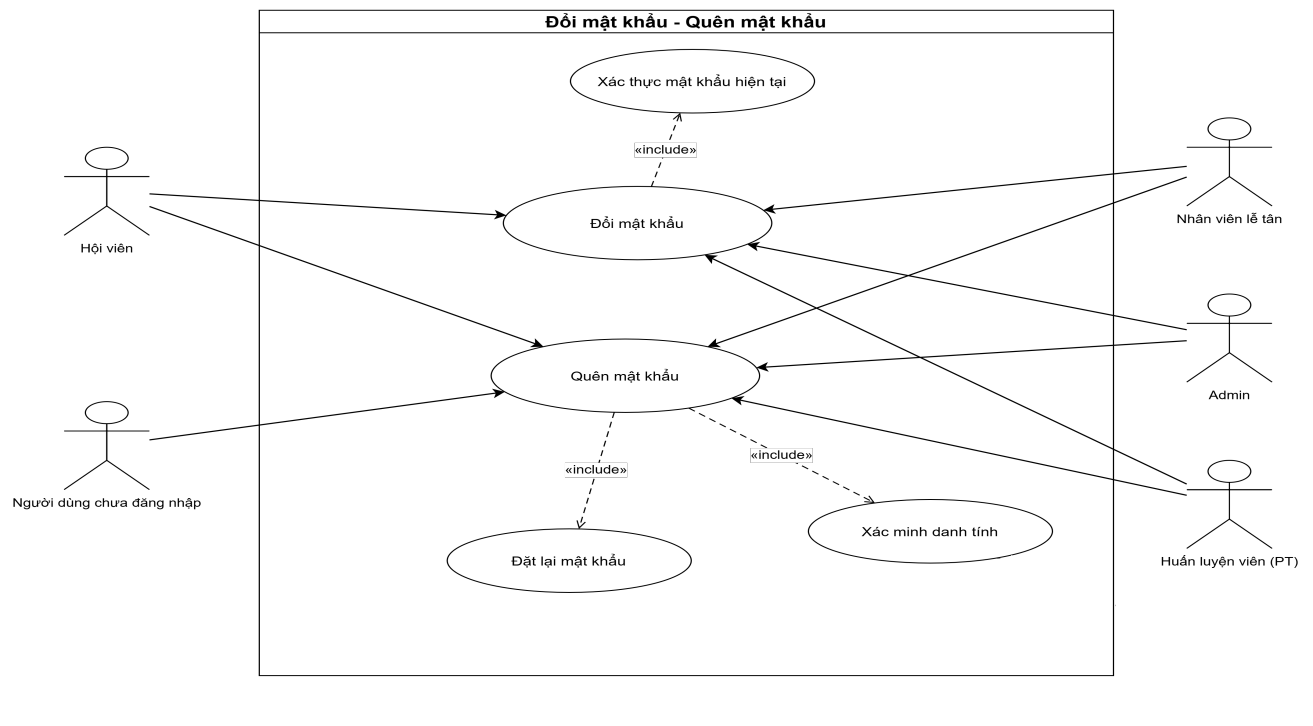 Đổi mật khẩu - Quên mật khẩu
Xác thực mật khẩu hiện tại
«include»
Đổi mật khẩu
Hội viên
Nhân viên lễ tân
Quên mật khẩu
Admin
«include»
«include»
Người dùng chưa đăng nhập
Xác minh danh tính
Đặt lại mật khẩu
Huấn luyện viên (PT)